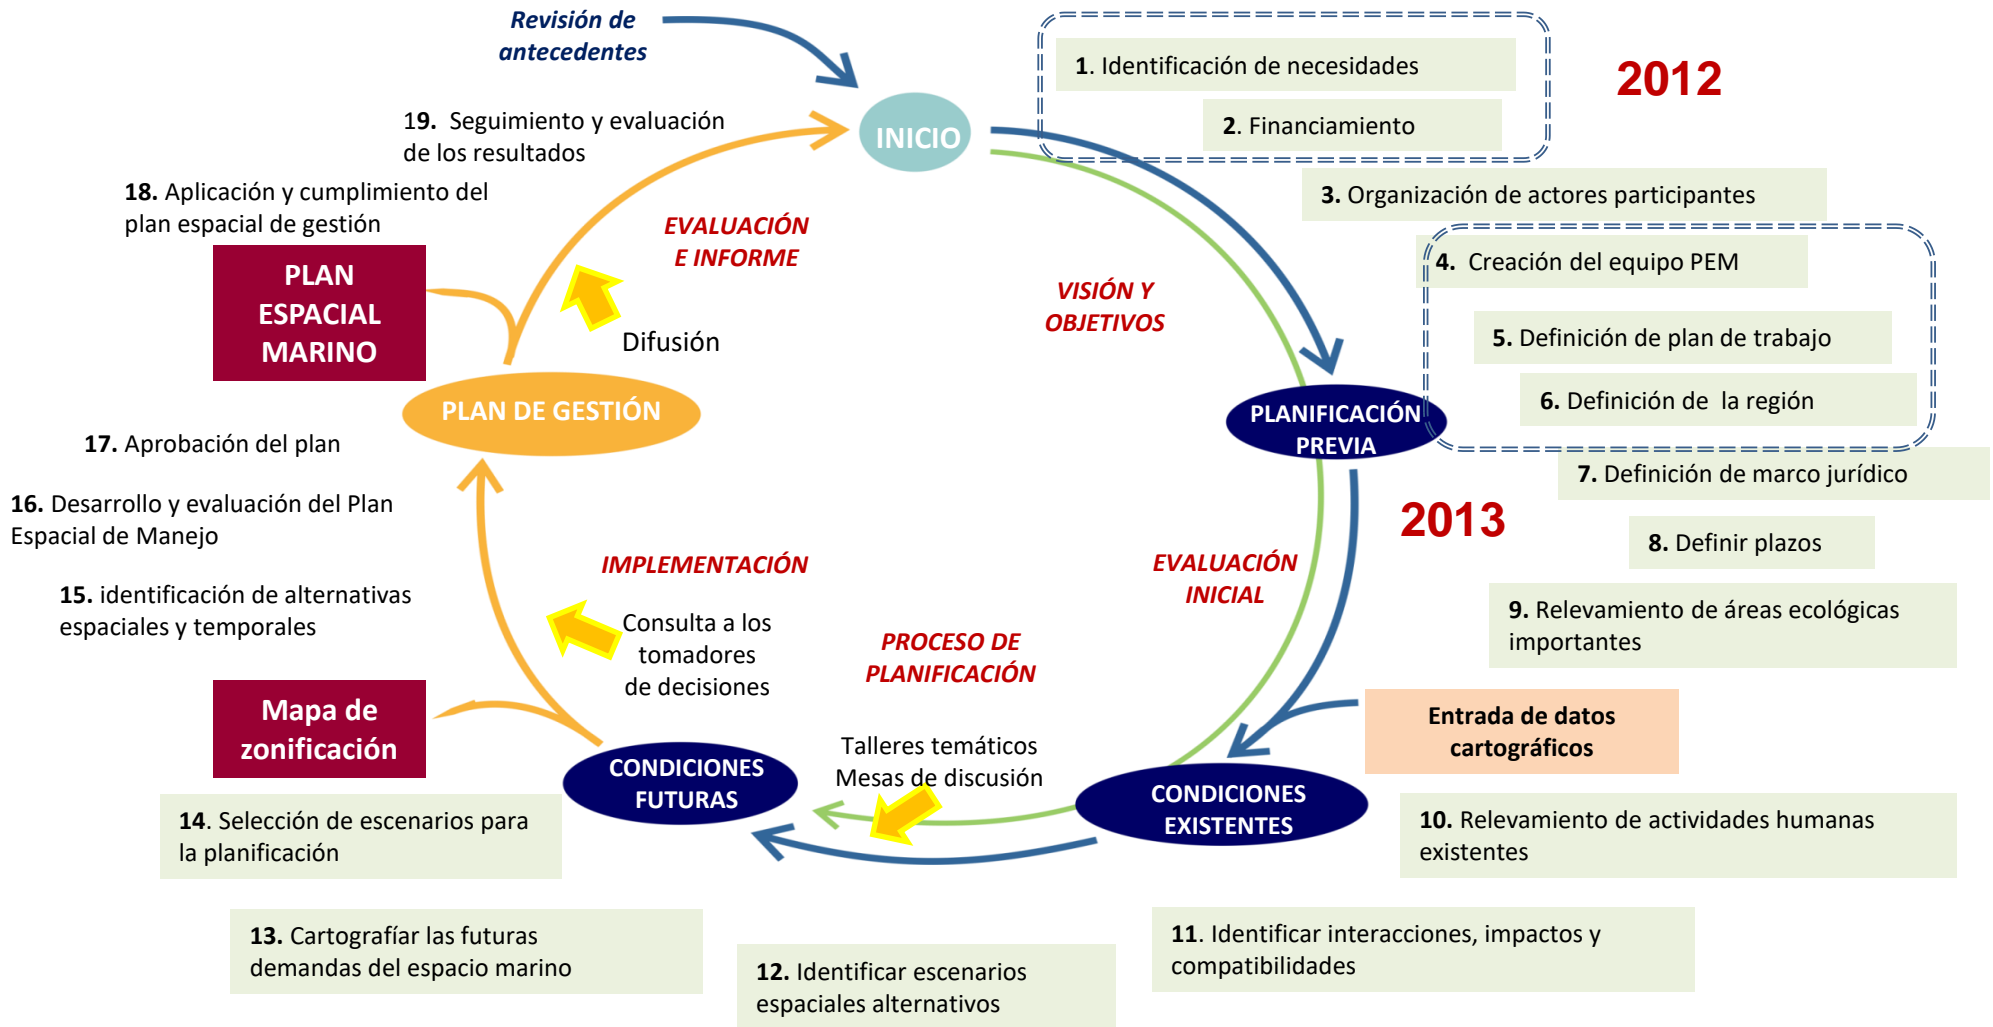 Revisión de
antecedentes
INICIO
1. Identificación de necesidades
2. Financiamiento
2012
3. Organización de actores participantes
4. Creación del equipo PEM
5. Definición de plan de trabajo
6. Definición de la región
PLANIFICACIÓN
PREVIA
VISIÓN Y
OBJETIVOS
7. Definición de marco jurídico
2013
8. Definir plazos
9. Relevamiento de áreas ecológicas
importantes
EVALUACIÓN
INICIAL
Entrada de datos
cartográficos
CONDICIONES
EXISTENTES
10. Relevamiento de actividades humanas
existentes
11. Identificar interacciones, impactos y
compatibilidades
PROCESO DE
PLANIFICACIÓN
Talleres temáticos
Mesas de discusión
12. Identificar escenarios
espaciales alternativos
13. Cartografíar las futuras
demandas del espacio marino
14. Selección de escenarios para
la planificación
CONDICIONES
FUTURAS
Mapa de
zonificación
IMPLEMENTACIÓN
Consulta a los
tomadores
de decisiones
15. identificación de alternativas
espaciales y temporales
16. Desarrollo y evaluación del Plan
Espacial de Manejo
17. Aprobación del plan
PLAN DE GESTIÓN
PLAN
ESPACIAL
MARINO
Difusión
EVALUACIÓN
E INFORME
18. Aplicación y cumplimiento del
plan espacial de gestión
19. Seguimiento y evaluación
de los resultados